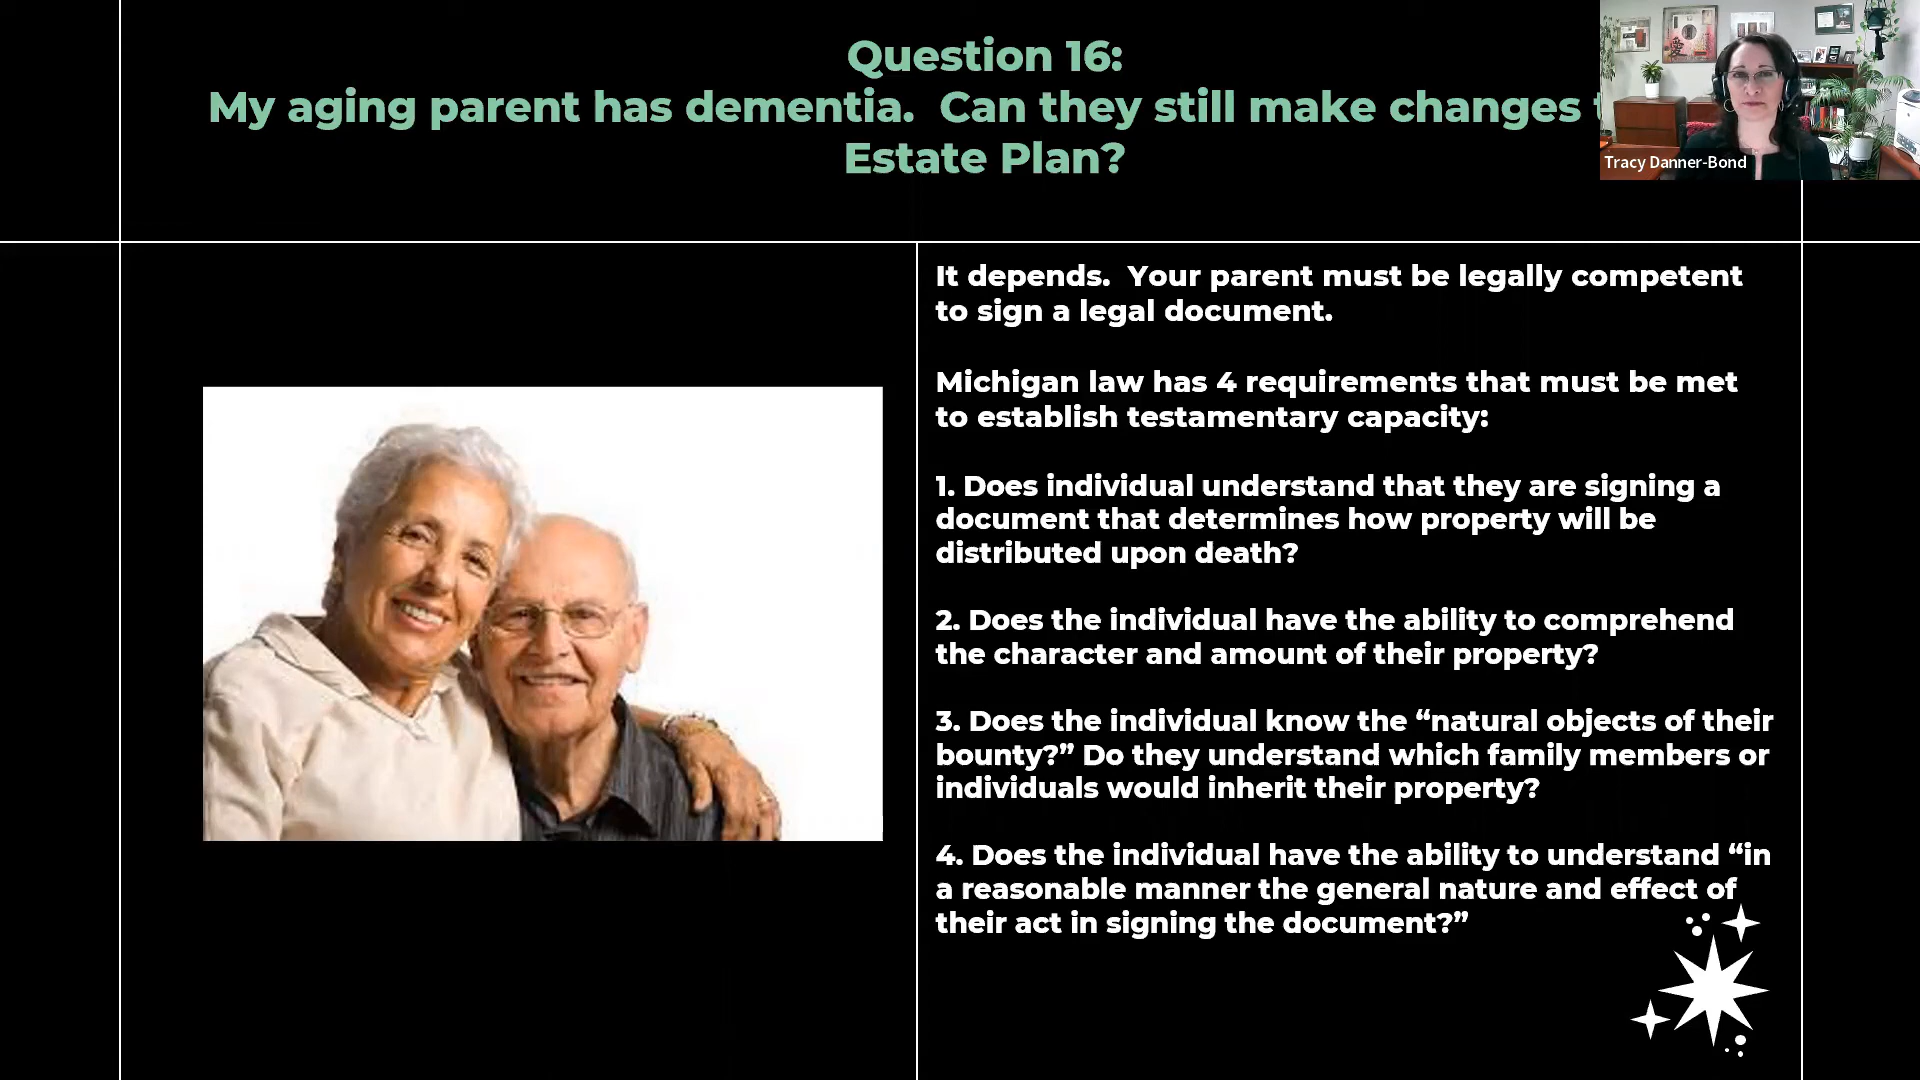 Question 16:
My aging parent has dementia.  Can they still make changes
Estate Plan?
Tracy Danner-Bond
It depends.  Your parent must be legally competent
to sign a legal document.
Michigan law has 4 requirements that must be met
to establish testamentary capacity:
1. Does individual understand that they are signing a
document that determines how property will be
distributed upon death?
2. Does the individual have the ability to comprehend
the character and amount of their property?
3. Does the individual know the “natural objects of their
bounty?” Do they understand which family members or
individuals would inherit their property?
4. Does the individual have the ability to understand “in
a reasonable manner the general nature and effect of
their act in signing the document?”